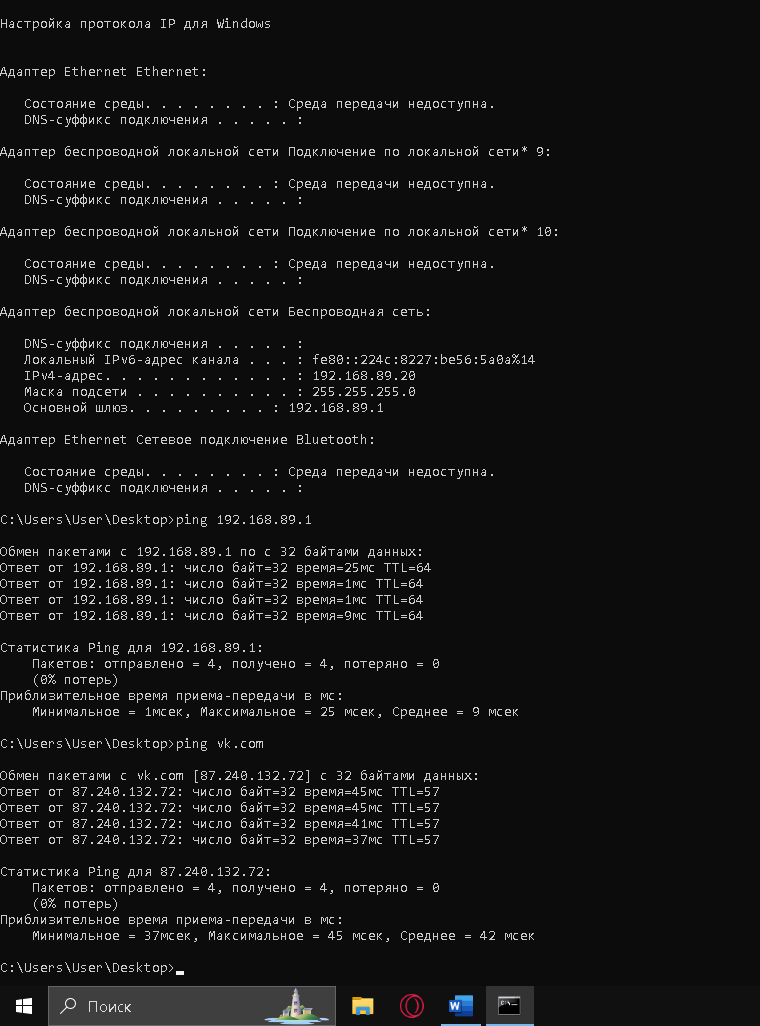 Настройка протокола IP для Windows
Адаптер Ethernet Ethernet:
Состояние среды. . . . . . . . : Среда передачи недоступна.
DNS-суффикс подключения . . . . . :
Адаптер беспроводной локальной сети Подключение по локальной сети* 9:
Состояние среды. . . . . . . . : Среда передачи недоступна.
DNS-суффикс подключения . . . . . :
Адаптер беспроводной локальной сети Подключение по локальной сети* 10:
Состояние среды. . . . . . . . : Среда передачи недоступна.
DNS-суффикс подключения . . . . . :
Адаптер беспроводной локальной сети Беспроводная сеть:
DNS-суффикс подключения . . . . . :
Локальный IPv6-адрес канала . . . : fe80::224c:8227:be56:5a0a%14
IPv4-адрес. . . . . . . . . . . . : 192.168.89.20
Маска подсети . . . . . . . . . . : 255.255.255.0
Основной шлюз. . . . . . . . . : 192.168.89.1
Адаптер Ethernet Сетевое подключение Bluetooth:
Состояние среды. . . . . . . . : Среда передачи недоступна.
DNS-суффикс подключения . . . . . :
C:\Users\User\Desktop>ping 192.168.89.1
Обмен пакетами с 192.168.89.1 по с 32 байтами данных:
Ответ от 192.168.89.1: число байт=32 время=25мс TTL=64
Ответ от 192.168.89.1: число байт=32 время=1мс TTL=64
Ответ от 192.168.89.1: число байт=32 время=1мс TTL=64
Ответ от 192.168.89.1: число байт=32 время=9мс TTL=64
Статистика Ping для 192.168.89.1:
Пакетов: отправлено = 4, получено = 4, потеряно = 0
(0% потерь)
Приблизительное время приема-передачи в мс:
Минимальное = 1мсек, Максимальное = 25 мсек, Среднее = 9 мсек
C:\Users\User\Desktop>ping vk.com
Обмен пакетами с vk.com [87.240.132.72] с 32 байтами данных:
Ответ от 87.240.132.72: число байт=32 время=45мс TTL=57
Ответ от 87.240.132.72: число байт=32 время=45мс TTL=57
Ответ от 87.240.132.72: число байт=32 время=41мс TTL=57
Ответ от 87.240.132.72: число байт=32 время=37мс TTL=57
Статистика Ping для 87.240.132.72:
Пакетов: отправлено = 4, получено = 4, потеряно = 0
(0% потерь)
Приблизительное время приема-передачи в мс:
Минимальное = 37мсек, Максимальное = 45 мсек, Среднее = 42 мсек
C:\Users\User\Desktop>
Поиск